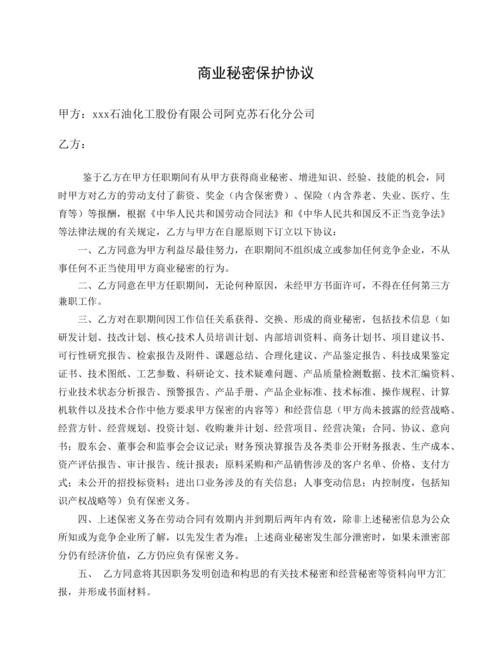 商业秘密保护协议
甲方：xxx石油化工股份有限公司阿克苏石化分公司
乙方：
鉴于乙方在甲方任职期间有从甲方获得商业秘密、增进知识、经验、技能的机会，同
时甲方对乙方的劳动支付了薪资、奖金（内含保密费）、保险（内含养老、失业、医疗、生
育等）等报酬，根据《中华人民共和国劳动合同法》和《中华人民共和国反不正当竞争法》
等法律法规的有关规定，乙方与甲方在自愿原则下订立以下协议：
一、乙方同意为甲方利益尽最佳努力，在职期间不组织成立或参加任何竞争企业，不从
事任何不正当使用甲方商业秘密的行为。
二、乙方同意在甲方任职期间，无论何种原因，未经甲方书面许可，不得在任何第三方
兼职工作。
三、乙方对在职期间因工作信任关系获得、交换、形成的商业秘密，包括技术信息（如
研发计划、技改计划、核心技术人员培训计划、内部培训资料、商务计划书、项目建议书、
可行性研究报告、检索报告及附件、课题总结、合理化建议、产品鉴定报告、科技成果鉴定
证书、技术图纸、工艺参数、科研论文、技术疑难问题、产品质量检测数据、技术汇编资料、
行业技术状态分析报告、预警报告、产品手册、产品企业标准、技术标准、操作规程、计算
机软件以及技术合作中他方要求甲方保密的内容等）和经营信息（甲方尚未披露的经营战略、
经营方针、经营规划、投资计划、收购兼并计划、经营项目、经营决策；合同、协议、意向
书；股东会、董事会和监事会会议记录；财务预决算报告及各类非公开财务报表、生产成本、
资产评估报告、审计报告、统计报表；原料采购和产品销售涉及的客户名单、价格、支付方
式；未公开的招投标资料；进出口业务涉及的有关信息；人事变动信息；内控制度，包括知
识产权战略等）负有保密义务。
四、上述保密义务在劳动合同有效期内并到期后两年内有效，除非上述秘密信息为公众
所知或为竞争企业所了解，以先发生者为准；上述商业秘密发生部分泄密时，如果未泄密部
分仍有经济价值，乙方仍应负有保密义务。
五、 乙方同意将其因职务发明创造和构思的有关技术秘密和经营秘密等资料向甲方汇
报，并形成书面材料。